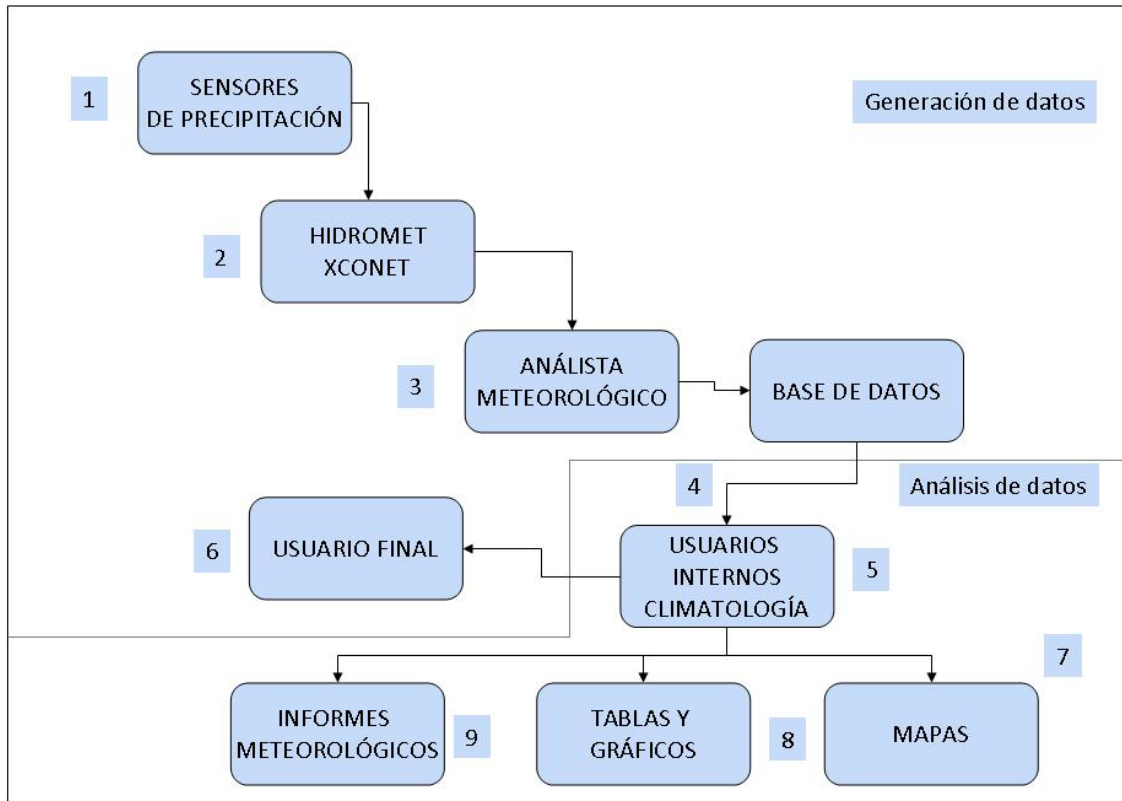 1
SENSORES
DE PRECIPITACIÓN
Generación de datos
2
HIDROMET
XCONET
3
ANÁLISTA
METEOROLÓGICO
BASE DE DATOS
4
Análisis de datos
6
USUARIO FINAL
USUARIOS
INTERNOS
CLIMATOLOGÍA
5
7
INFORMES
METEOROLÓGICOS
9
TABLAS Y
GRÁFICOS
8
MAPAS